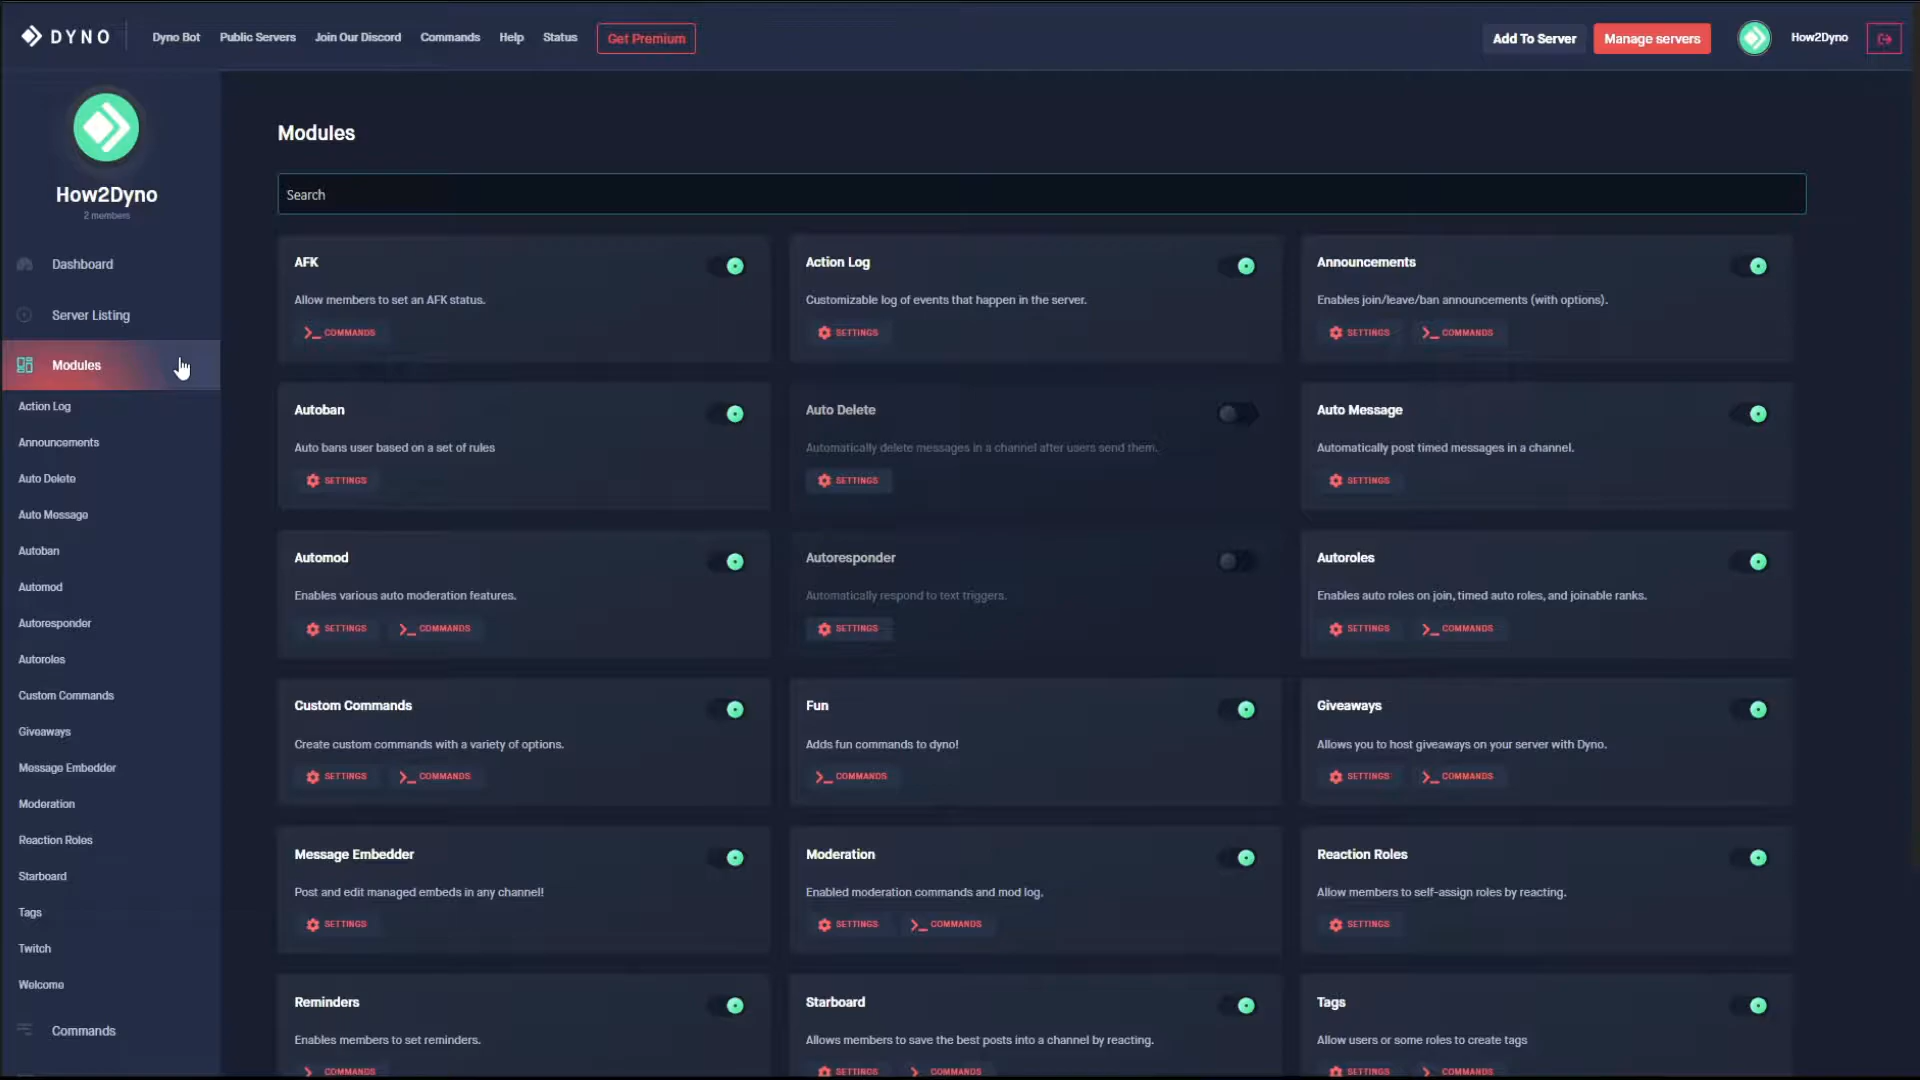 DYNO
Dyno Bot
Public Servers
Join Our Discord
Commands
Help
Status
Get Premium
Add To Server
Manage servers
How2Dyno
How2Dyno
2 members
Dashboard
Server Listing
Modules
Action Log
Announcements
Auto Delete
Auto Message
Autoban
Automod
Autoresponder
Autoroles
Custom Commands
Giveaways
Message Embedder
Moderation
Reaction Roles
Starboard
Tags
Twitch
Welcome
Commands
Modules
Search
AFK
Allow members to set an AFK status.
COMMANDS
Action Log
Customizable log of events that happen in the server.
SETTINGS
Announcements
Enables join/leave/ban announcements (with options).
SETTINGS
COMMANDS
Autoban
Auto bans user based on a set of rules
SETTINGS
Auto Delete
Automatically delete messages in a channel after users send them.
SETTINGS
Auto Message
Automatically post timed messages in a channel.
SETTINGS
Automod
Enables various auto moderation features.
SETTINGS
COMMANDS
Autoresponder
Automatically respond to text triggers.
SETTINGS
Autoroles
Enables auto roles on join, timed auto roles, and joinable ranks.
SETTINGS
COMMANDS
Custom Commands
Create custom commands with a variety of options.
SETTINGS
COMMANDS
Fun
Adds fun commands to dyno!
COMMANDS
Giveaways
Allows you to host giveaways on your server with Dyno.
SETTINGS
COMMANDS
Message Embedder
Post and edit managed embeds in any channel!
SETTINGS
Moderation
Enabled moderation commands and mod log.
SETTINGS
COMMANDS
Reaction Roles
Allow members to self-assign roles by reacting.
SETTINGS
Reminders
Enables members to set reminders.
COMMANDS
Starboard
Allows members to save the best posts into a channel by reacting.
SETTINGS
COMMANDS
Tags
Allow users or some roles to create tags
SETTINGS
COMMANDS